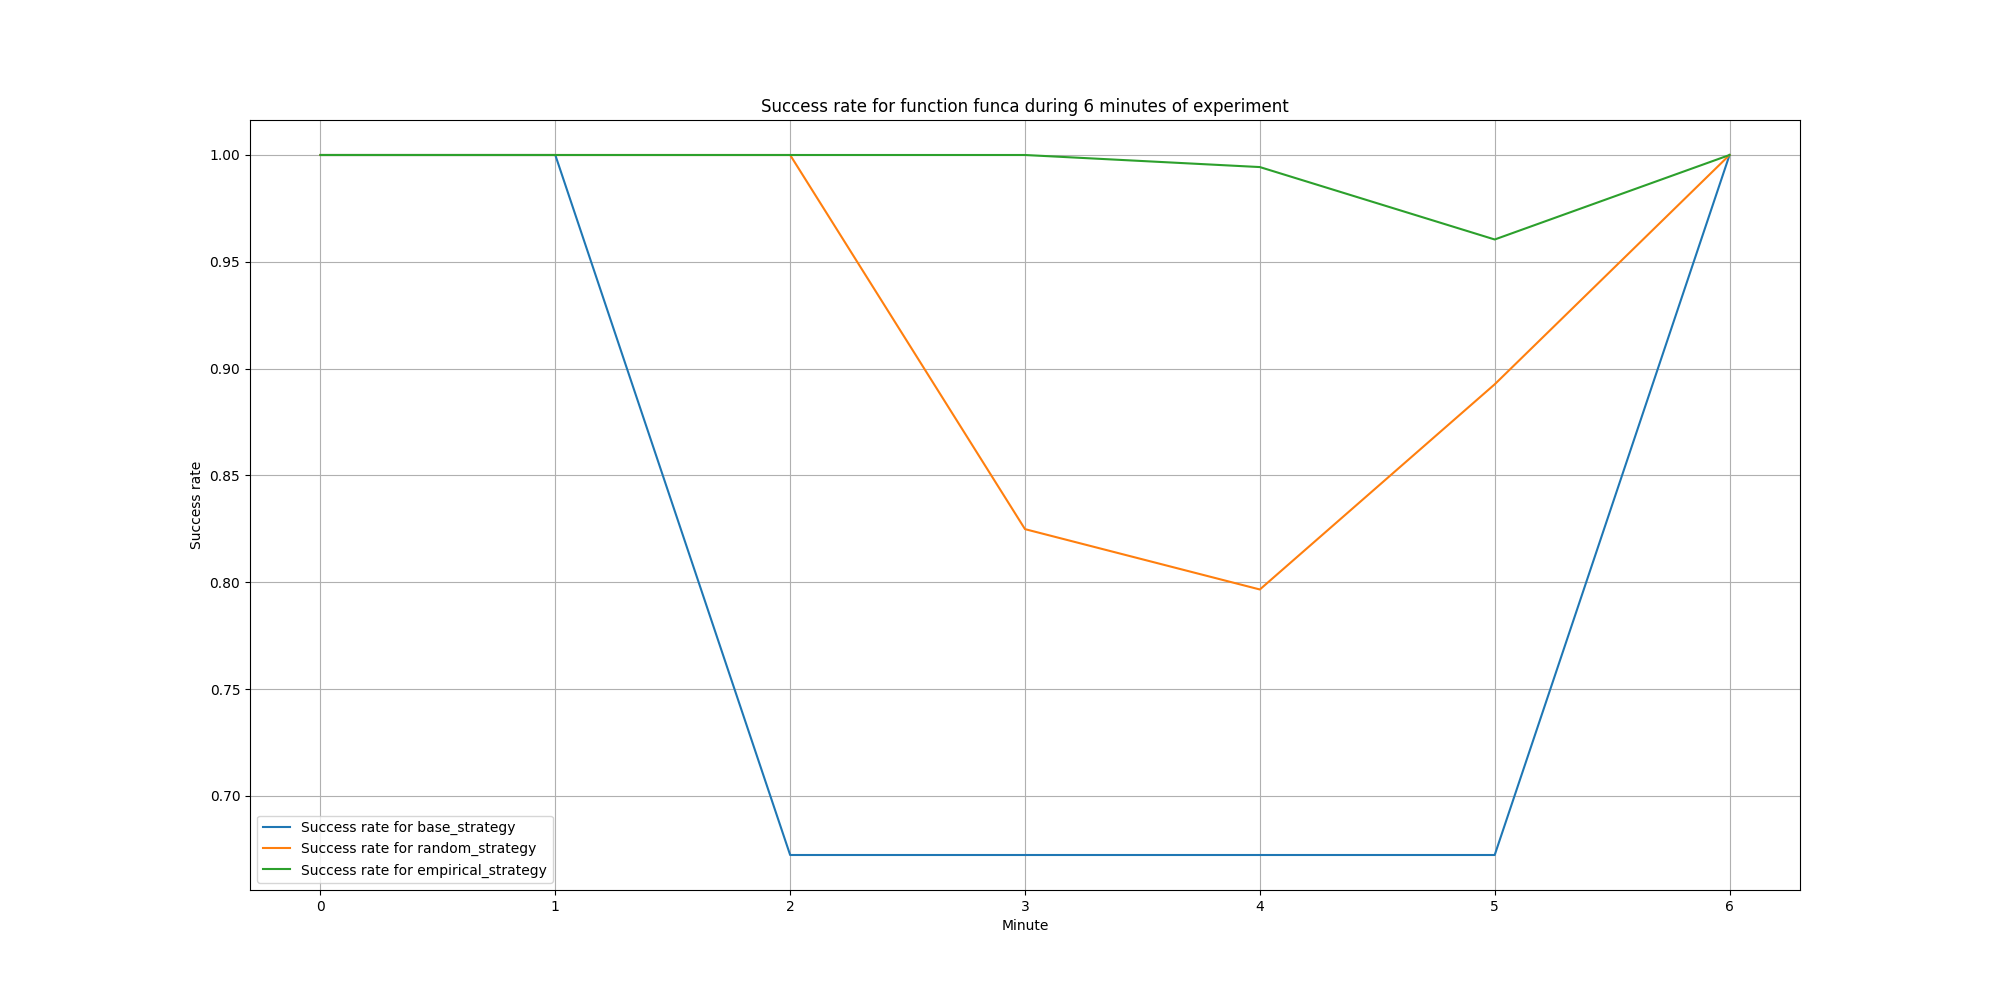 Success rate for function funca during 6 minutes of experiment
1.00
0.95
0.90
0.85
0.80
0.75
0.70
Success rate
Success rate for base_strategy
Success rate for random_strategy
Success rate for empirical_strategy
0 1 2 3 4 5 6
Minute